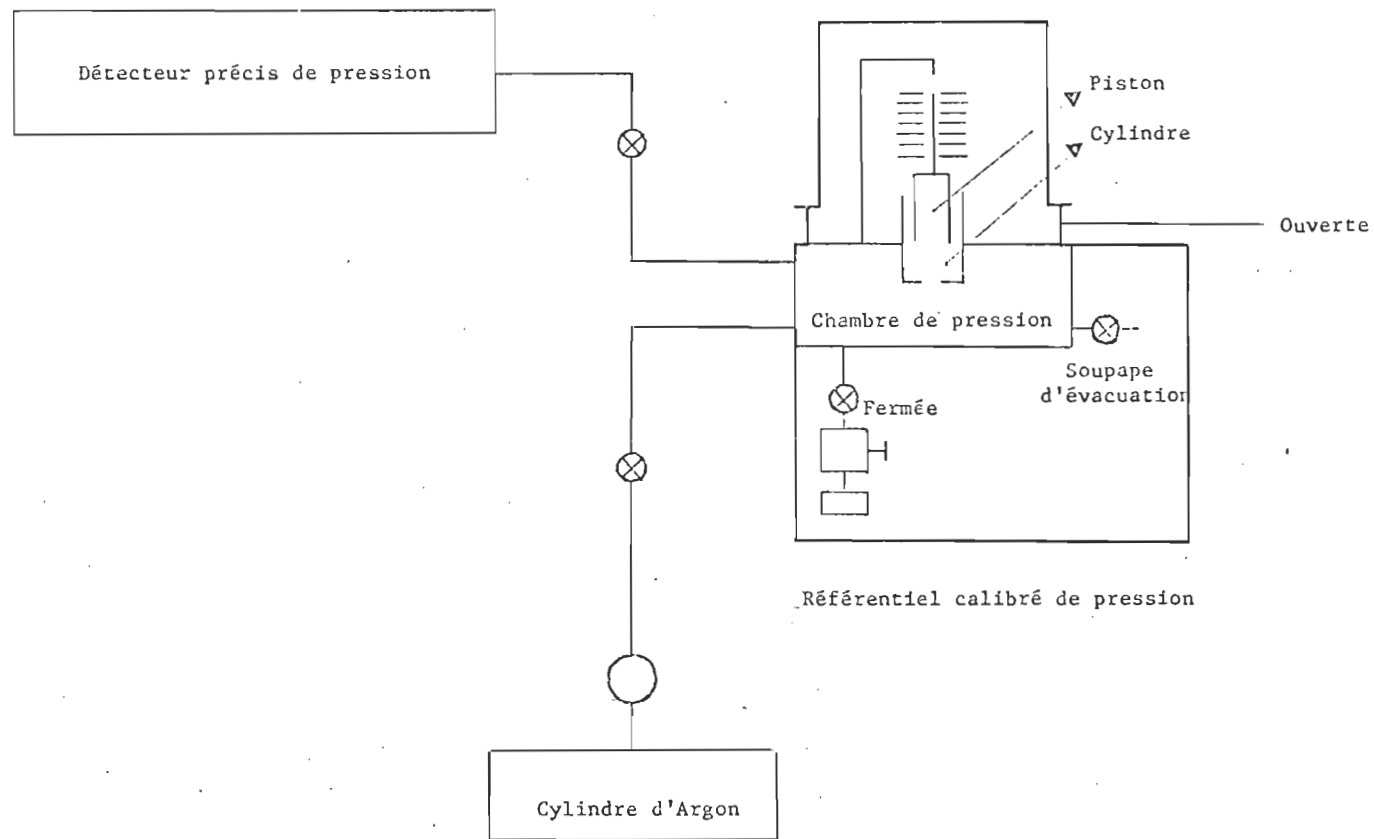 Détecteur précis de pression
Piston
Cylindre
Ouverte
Chambre de pression
Soupape
d'évacuation
Fermée
Référentiel calibré de pression
Cylindre d'Argon